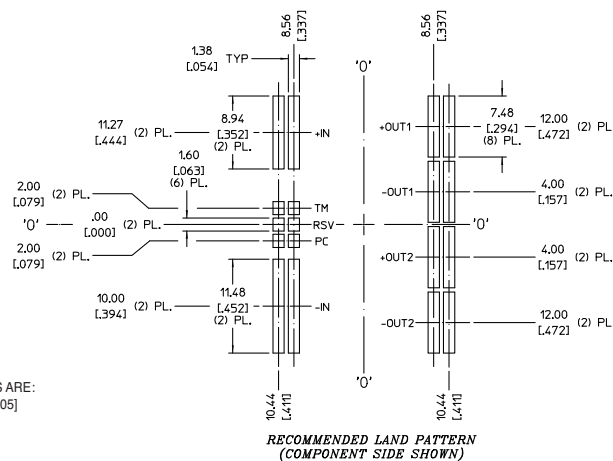 8.56
[.337]
8.56
[.337]
1.38
[.054]
TYP
'0'
'0'
11.27
[.444]
(2) PL.
8.94
[.352]
(2) PL.
+IN
+OUT1
7.48
[.294]
(8) PL.
12.00
[.472]
(2) PL.
1.60
[.063]
(6) PL.
2.00
[.079]
(2) PL.
TM
-OUT1
4.00
[.157]
(2) PL.
'0'
.00
[.000]
(2) PL.
RSV
'0'
2.00
[.079]
(2) PL.
PC
+OUT2
4.00
[.157]
(2) PL.
10.00
[.394]
(2) PL.
11.48
[.452]
(2) PL.
-IN
-OUT2
12.00
[.472]
(2) PL.
S ARE:
05]
'0'
10.44
[.411]
10.44
[.411]
RECOMMENDED LAND PATTERN
(COMPONENT SIDE SHOWN)